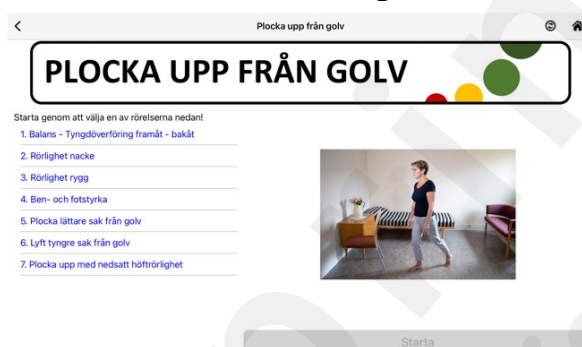 Plocka upp från golv
PLOCKA UPP FRÅN GOLV
Starta genom att välja en av rörelserna nedan!
1. Balans - Tyngdöverföring framåt - bakåt
2. Rörlighet nacke
3. Rörlighet rygg
4. Ben- och fotstyrka
5. Plocka lättare sak från golv
6. Lyft tyngre sak från golv
7. Plocka upp med nedsatt höftrörlighet
Starta